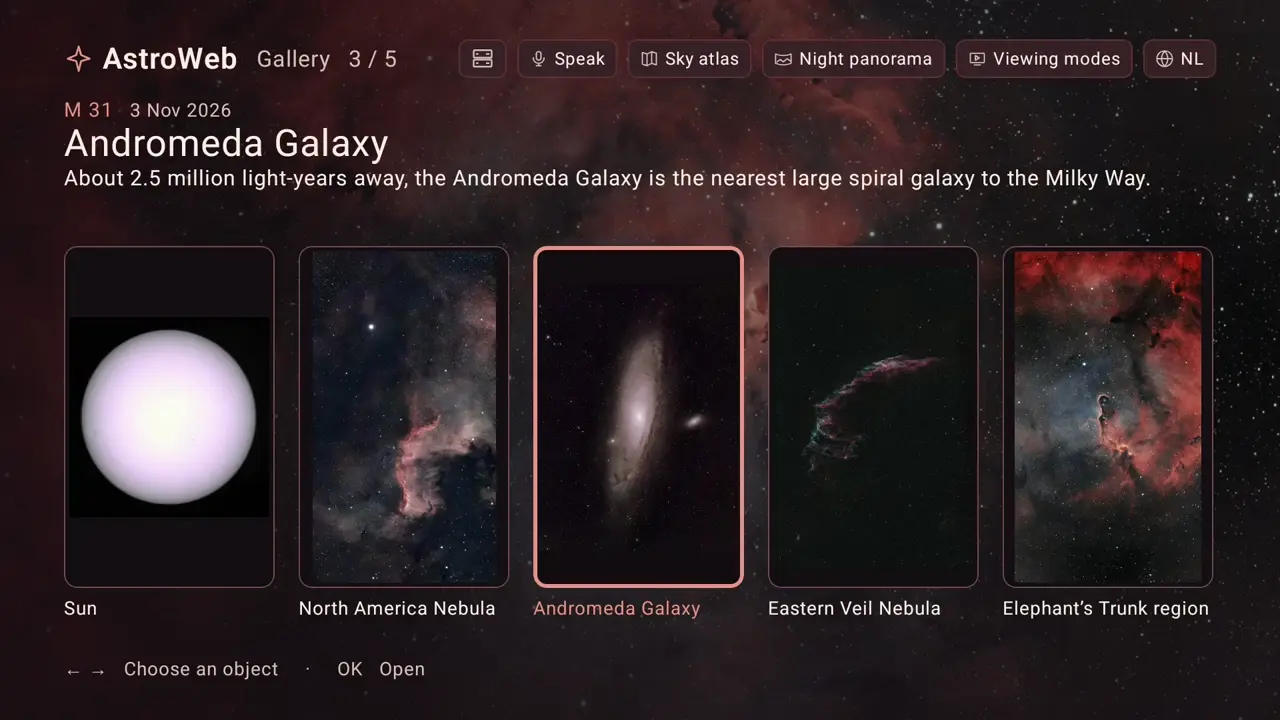 AstroWeb Gallery 3 / 5 Speak Sky atlas Night panorama Viewing modes NL
M 31 · 3 Nov 2026
Andromeda Galaxy
About 2.5 million light-years away, the Andromeda Galaxy is the nearest large spiral galaxy to the Milky Way.
Sun North America Nebula Andromeda Galaxy Eastern Veil Nebula Elephant’s Trunk region
← → Choose an object · OK Open